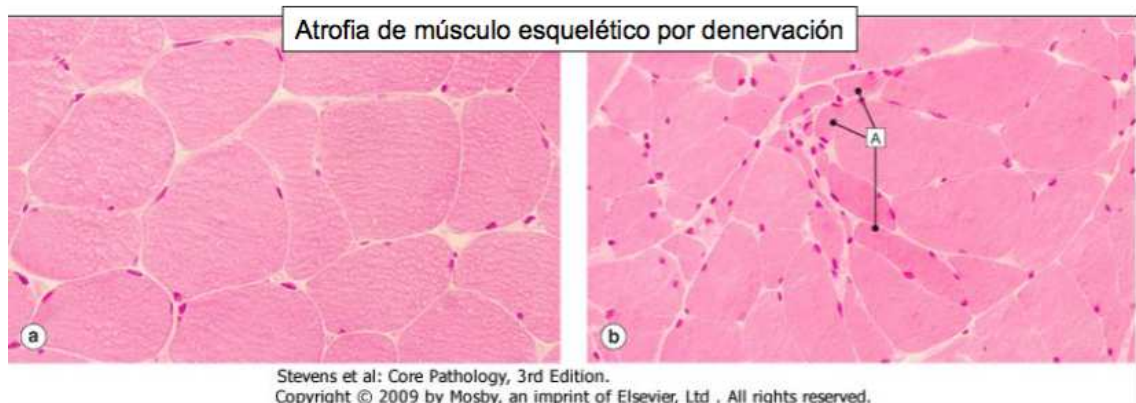 Atrofia de músculo esquelético por denervación
A
a
b
Stevens et al: Core Pathology, 3rd Edition.
Copyright © 2009 by Mosby, an imprint of Elsevier, Ltd . All rights reserved.